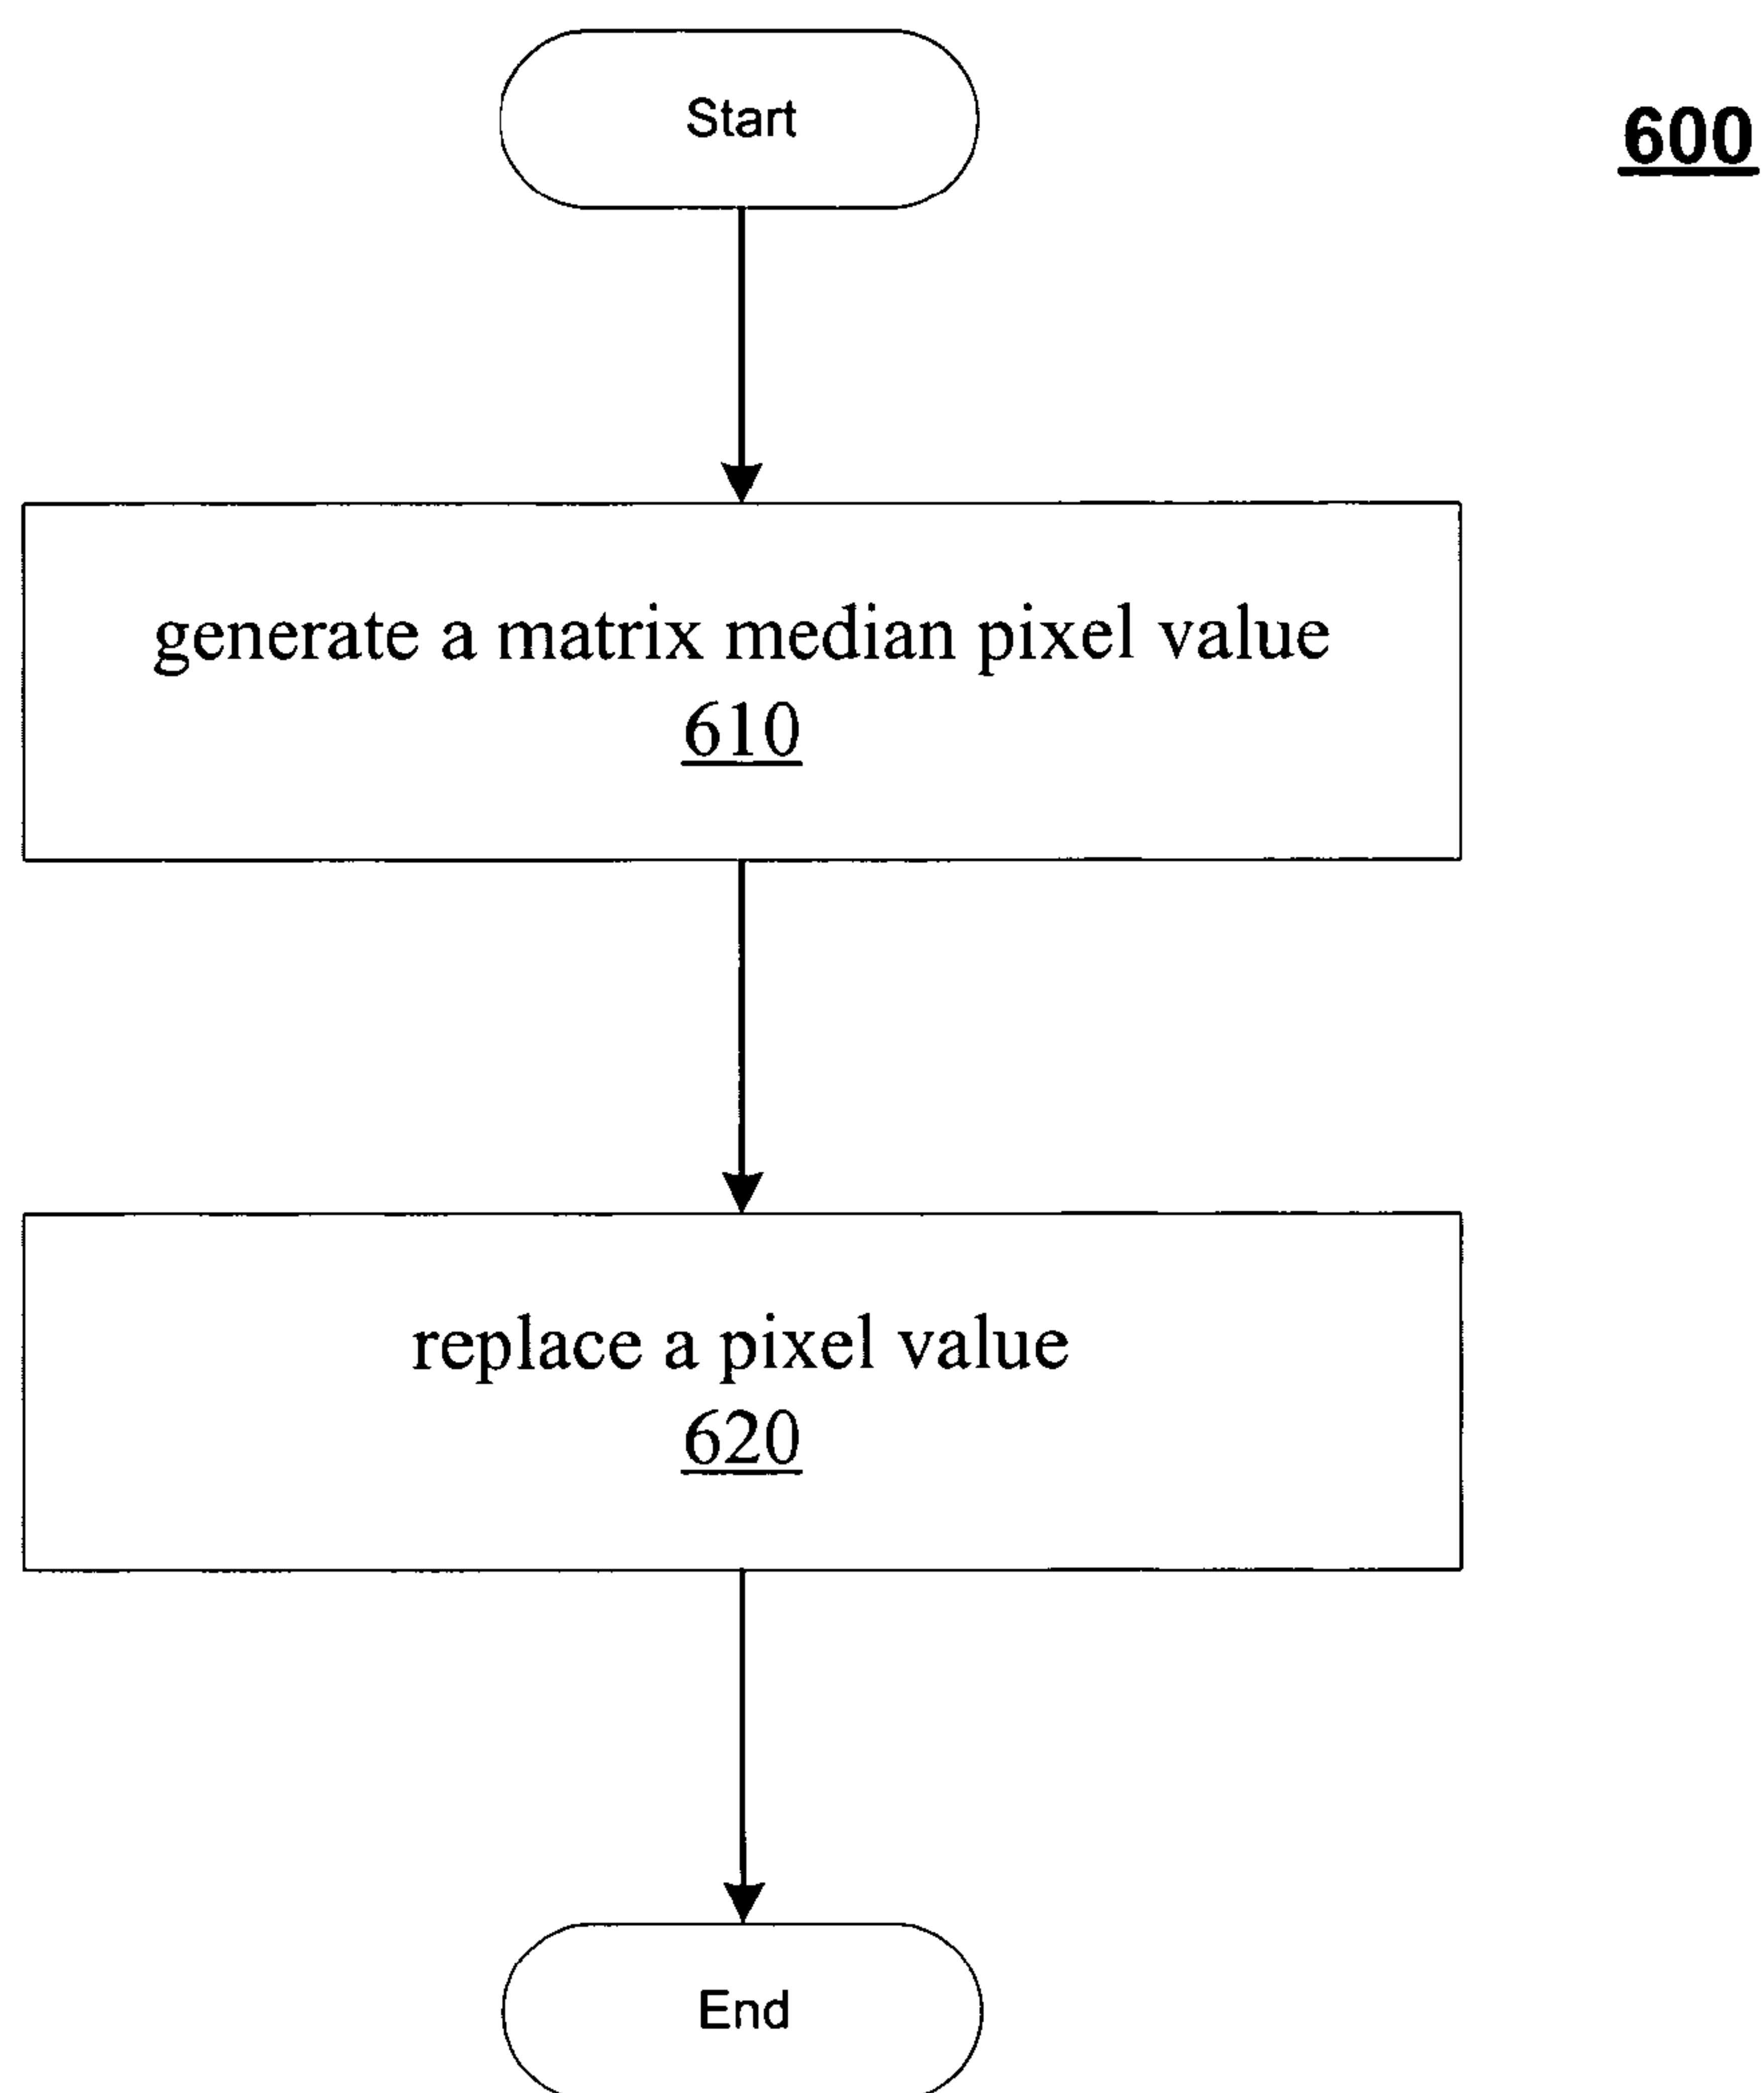 Start
600
generate a matrix median pixel value
610
replace a pixel value
620
End